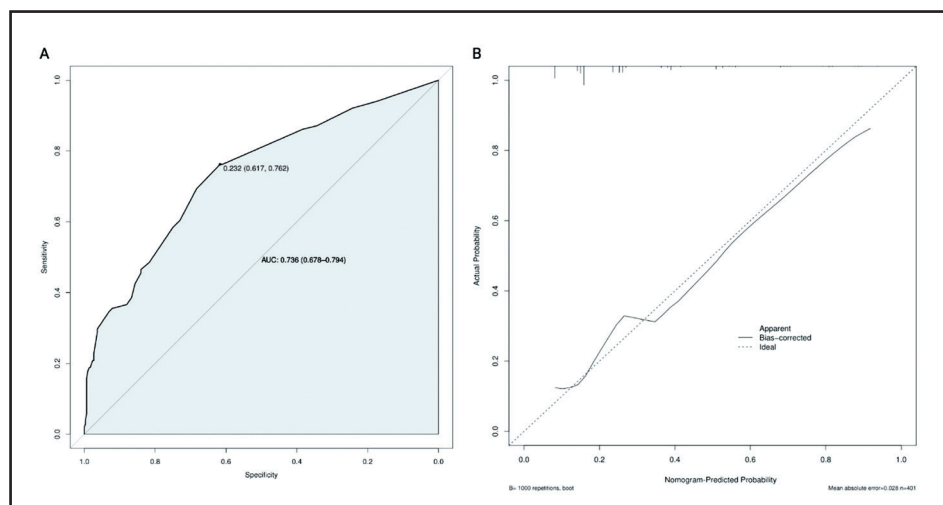 A
1.0
0.8
0.6
0.4
0.2
0.0
Sensitivity
0.232 (0.617, 0.762)
AUC: 0.736 (0.678–0.794)
1.0 0.8 0.6 0.4 0.2 0.0
Specificity
B
1.0
0.8
0.6
0.4
0.2
0.0
Actual Probability
Apparent
Bias-corrected
Ideal
0.0 0.2 0.4 0.6 0.8 1.0
Nomogram-Predicted Probability
B= 1000 repetitions, boot
Mean absolute error=0.028 n=401